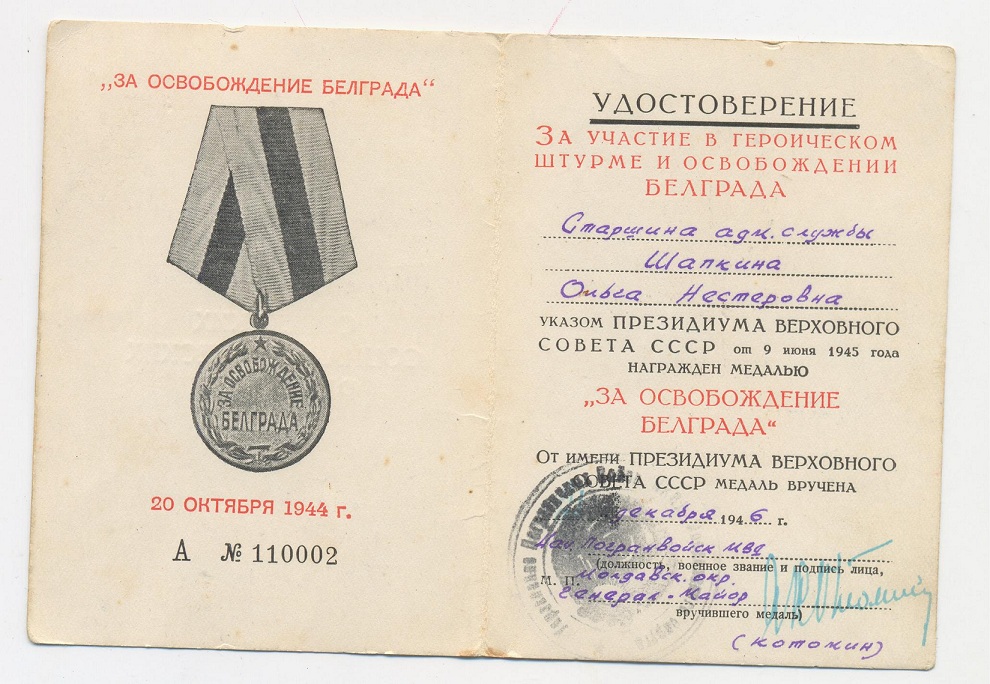 „ЗА ОСВОБОЖДЕНИЕ БЕЛГРАДА“
ЗА ОСВОБОЖДЕНИЕ
БЕЛГРАДА
20 ОКТЯБРЯ 1944 г.
А № 110002
УДОСТОВЕРЕНИЕ
ЗА УЧАСТИЕ В ГЕРОИЧЕСКОМ
ШТУРМЕ И ОСВОБОЖДЕНИИ
БЕЛГРАДА
Старшина адм. службы
Шапкина
Ольга Нестеровна
УКАЗОМ ПРЕЗИДИУМА ВЕРХОВНОГО
СОВЕТА СССР от 9 июня 1945 года
НАГРАЖДЕН МЕДАЛЬЮ
„ЗА ОСВОБОЖДЕНИЕ
БЕЛГРАДА“
ОТ ИМЕНИ ПРЕЗИДИУМА ВЕРХОВНОГО
СОВЕТА СССР МЕДАЛЬ ВРУЧЕНА
декабря 1946 г.
Нач. Погранвойск МВД
(должность, военное звание и подпись лица,
Молдавск. окр.
М. П.
Генерал-Майор
вручившего медаль)
(Котомин)